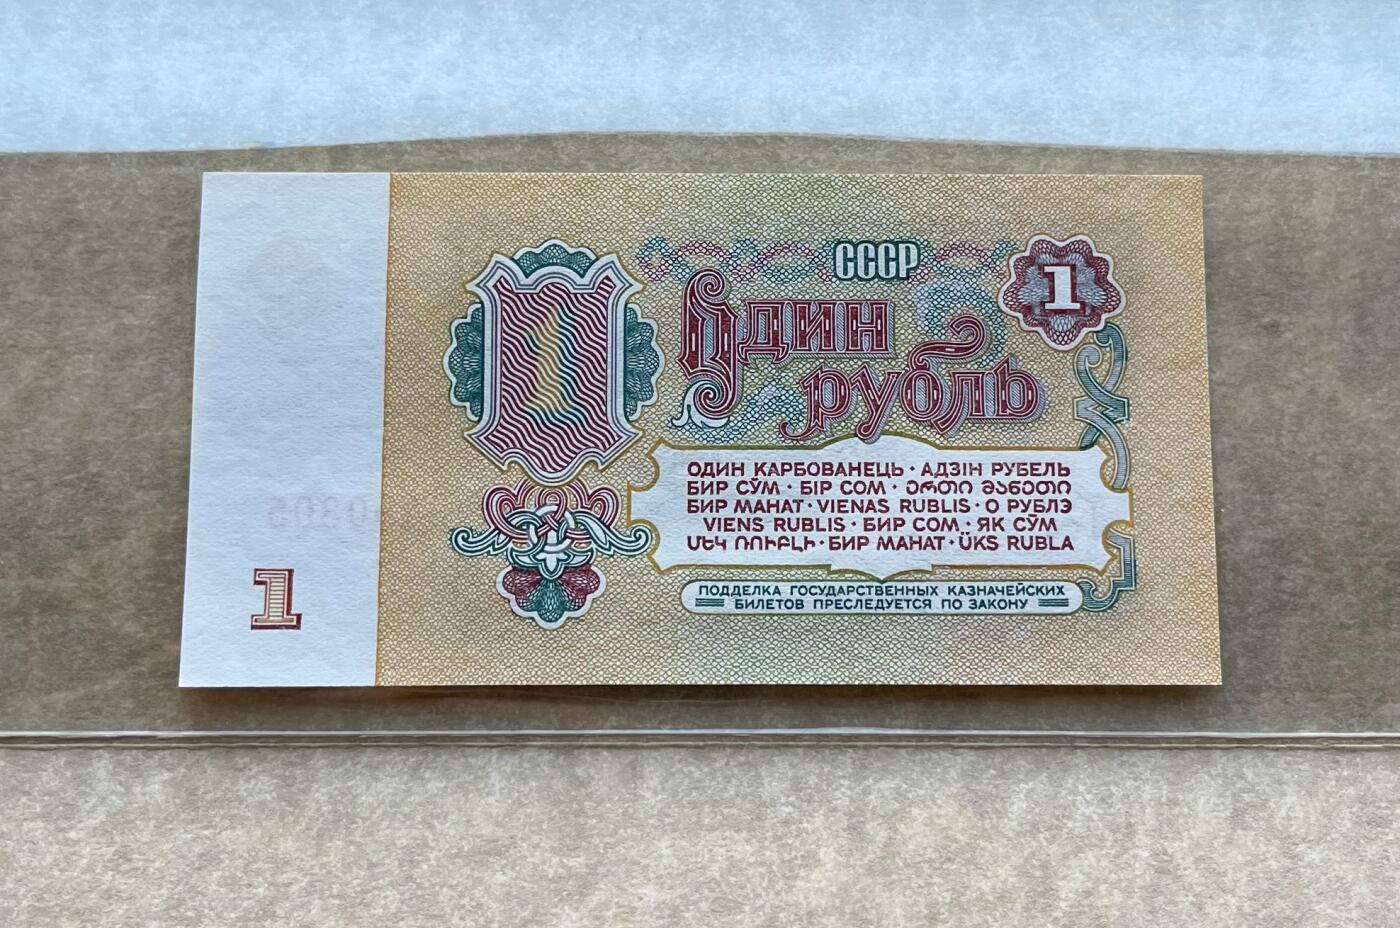 СССР
1
Один
рубль
1
ОДИН КАРБОВАНЕЦЬ · АДЗІН РУБЕЛЬ
БИР СЎМ · БІР СОМ · ᲔᲠᲗᲘ ᲛᲐᲜᲔᲗᲘ
БИР МАНАТ · VIENAS RUBLIS · О РУБЛЭ
VIENS RUBLIS · БИР СОМ · ЯК СӮМ
ՄԵԿ ՌՈՒԲԼԻ · БИР МАНАТ · ÜKS RUBLA
ПОДДЕЛКА ГОСУДАРСТВЕННЫХ КАЗНАЧЕЙСКИХ
БИЛЕТОВ ПРЕСЛЕДУЕТСЯ ПО ЗАКОНУ
1